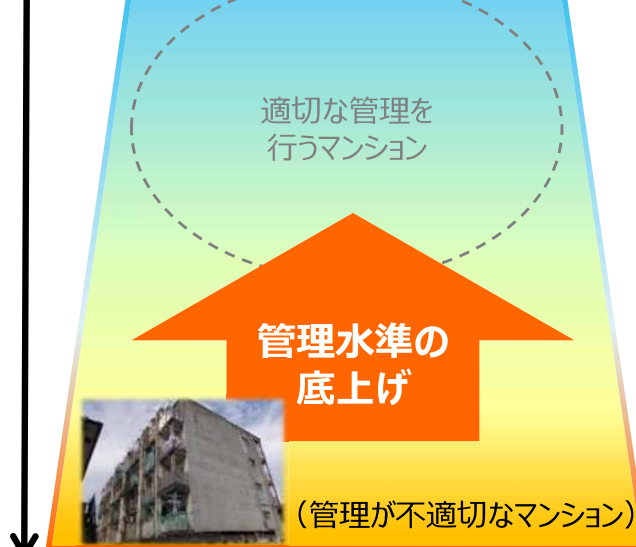 適切な管理を
行うマンション
管理水準の
底上げ
（管理が不適切なマンション）